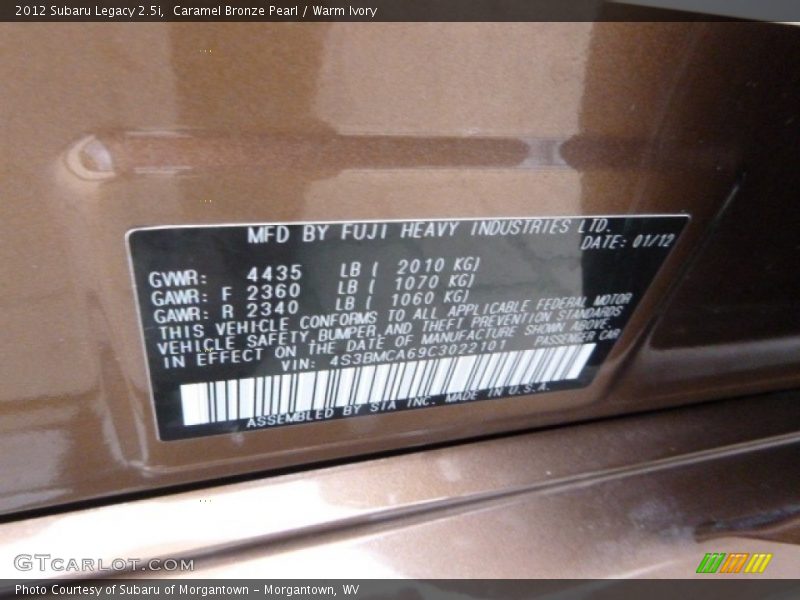 2012 Subaru Legacy 2.5i,  Caramel Bronze Pearl / Warm Ivory
MFD BY FUJI HEAVY INDUSTRIES LTD.
DATE: 01/12
GVWR: 4435 LB ( 2010 KG)
GAWR: F 2360 LB ( 1070 KG)
GAWR: R 2340 LB ( 1060 KG)
THIS VEHICLE CONFORMS TO ALL APPLICABLE FEDERAL MOTOR
VEHICLE SAFETY,BUMPER,AND THEFT PREVENTION STANDARDS
IN EFFECT ON THE DATE OF MANUFACTURE SHOWN ABOVE.
VIN: 4S3BMCA69C3022101 PASSENGER CAR
ASSEMBLED BY SIA INC. MADE IN U.S.A.
GTCARLOT.COM
Photo Courtesy of Subaru of Morgantown – Morgantown, WV